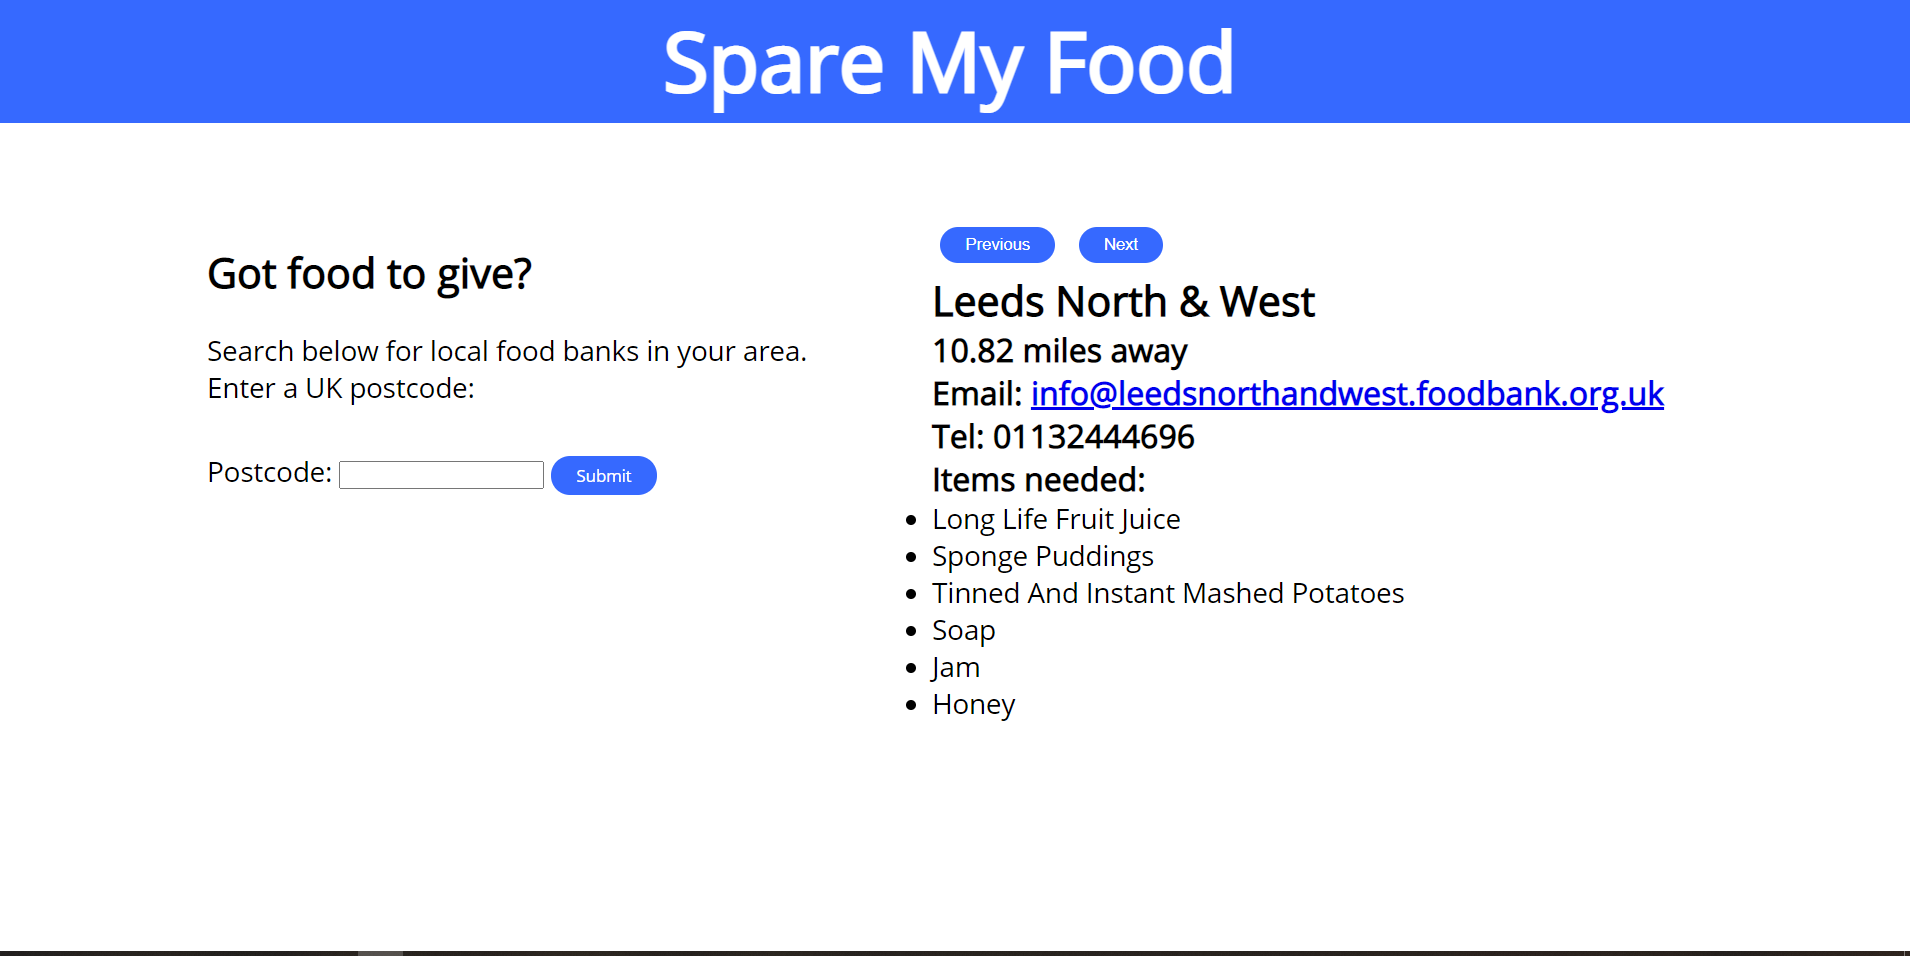 Spare My Food
Got food to give?
Search below for local food banks in your area.
Enter a UK postcode:
Postcode:
Submit
Previous
Next
Leeds North & West
10.82 miles away
Email: info@leedsnorthandwest.foodbank.org.uk
Tel: 01132444696
Items needed:
Long Life Fruit Juice
Sponge Puddings
Tinned And Instant Mashed Potatoes
Soap
Jam
Honey